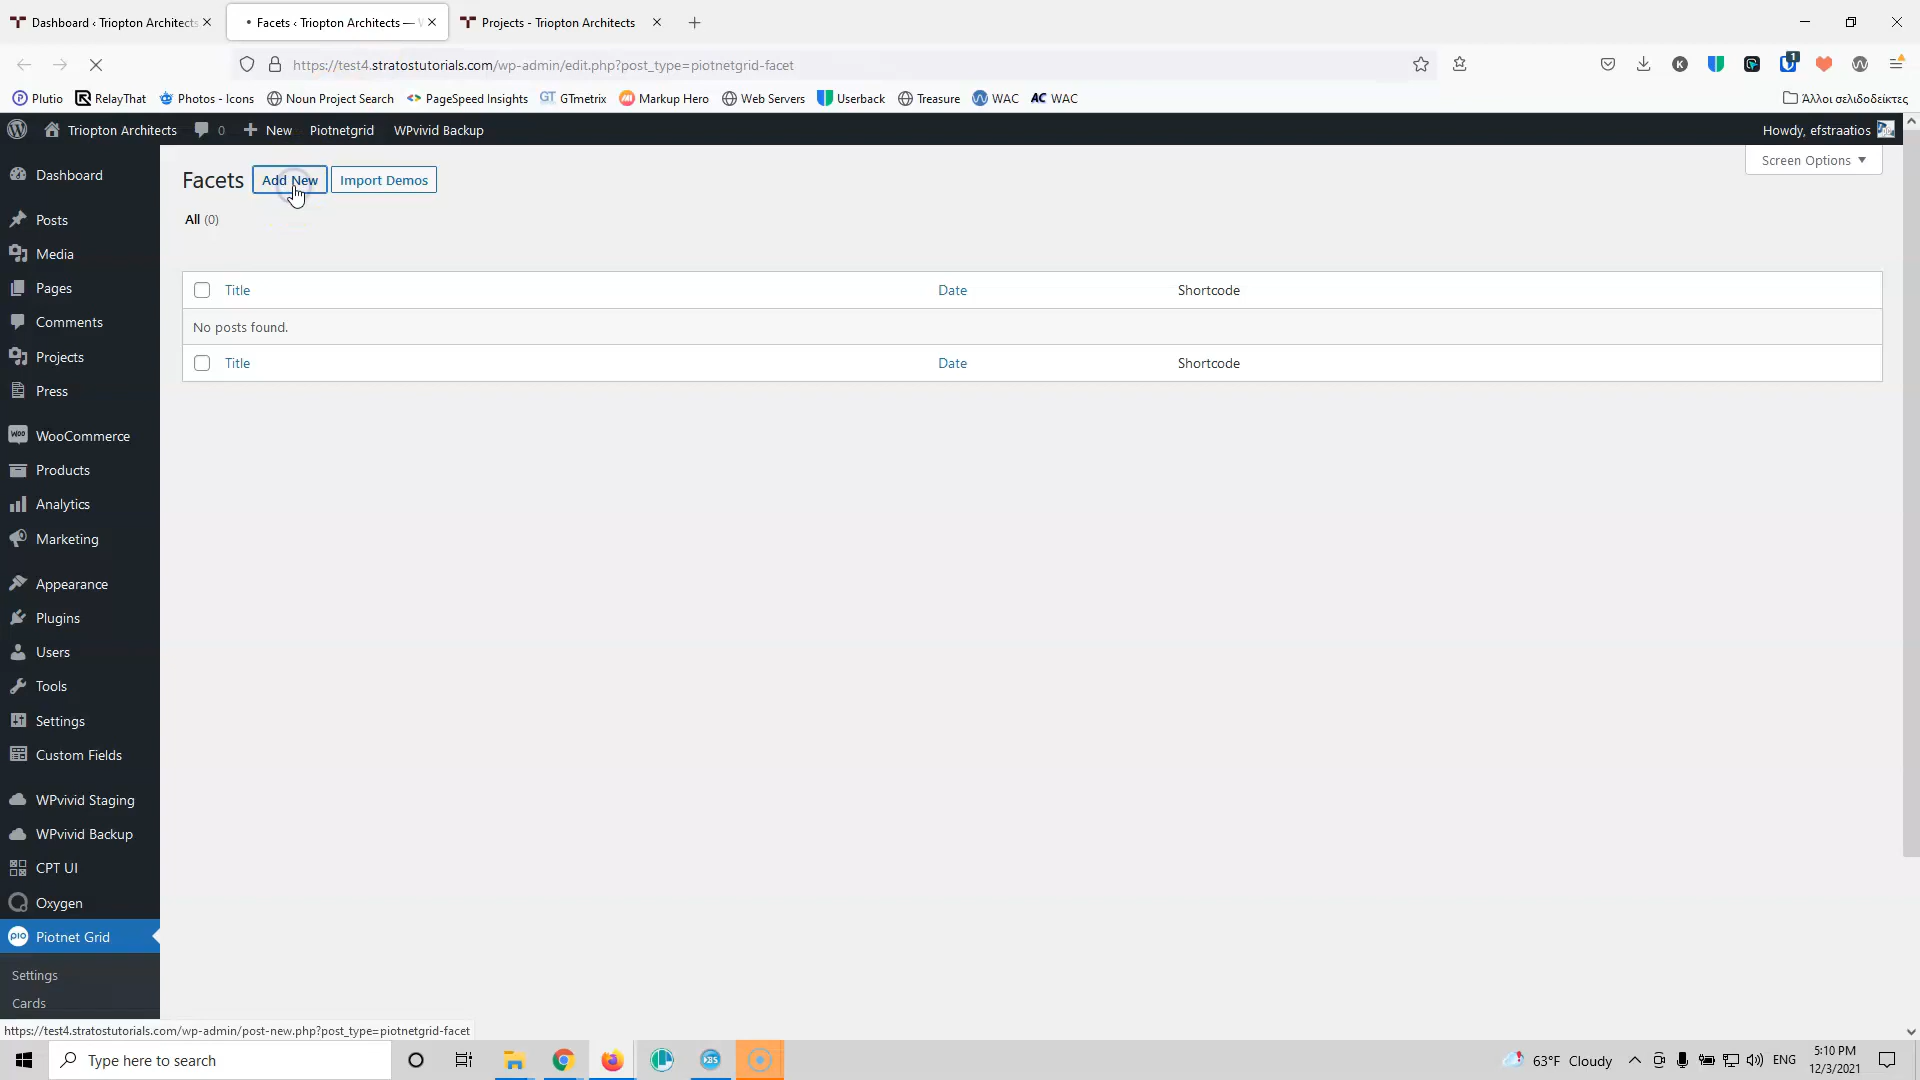 Dashboard ‹ Triopton Architects
Facets ‹ Triopton Architects —
Projects - Triopton Architects
https://test4.stratostutorials.com/wp-admin/edit.php?post_type=piotnetgrid-facet
Plutio
RelayThat
Photos - Icons
Noun Project Search
PageSpeed Insights
GTmetrix
Markup Hero
Web Servers
Userback
Treasure
WAC
AC WAC
Άλλοι σελιδοδείκτες
Triopton Architects
0
New
Piotnetgrid
WPvivid Backup
Howdy, efstraatios
Dashboard
Facets
Add New
Import Demos
Screen Options
All (0)
Posts
Media
Pages
Comments
Projects
Press
WooCommerce
Products
Analytics
Marketing
Appearance
Plugins
Users
Tools
Settings
Custom Fields
WPvivid Staging
WPvivid Backup
CPT UI
Oxygen
Piotnet Grid
Settings
Cards
Title
Date
Shortcode
No posts found.
Title
Date
Shortcode
https://test4.stratostutorials.com/wp-admin/post-new.php?post_type=piotnetgrid-facet
Type here to search
63°F Cloudy
ENG
5:10 PM
12/3/2021